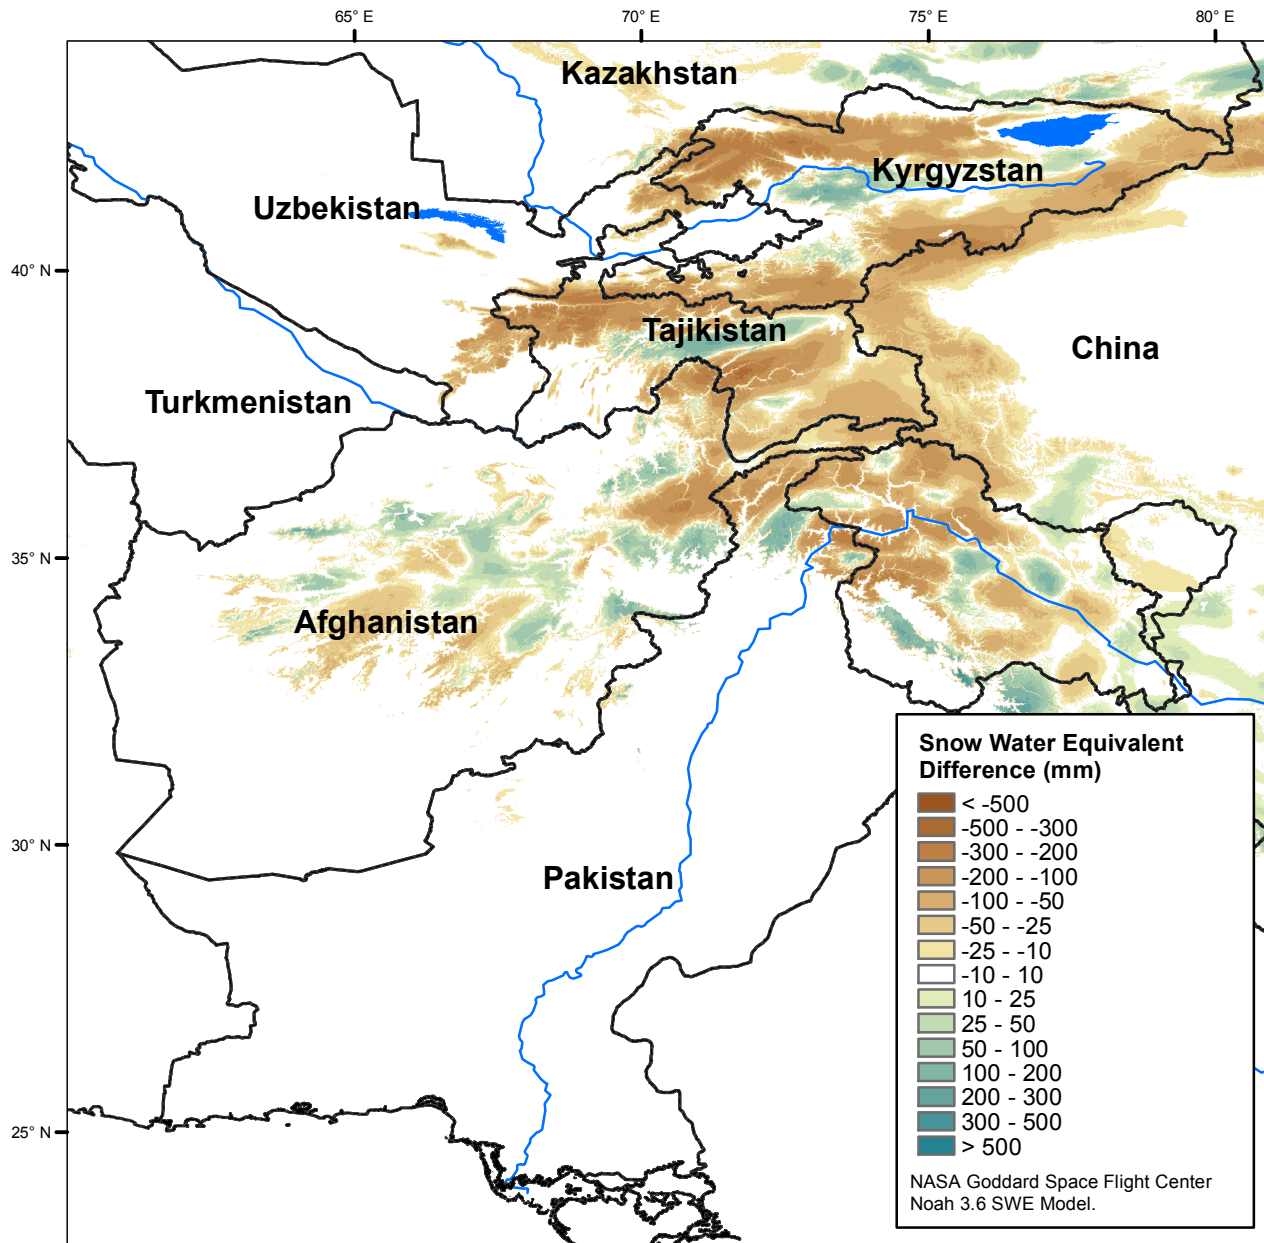 65° E
70° E
75° E
80° E
Kazakhstan
Kyrgyzstan
Uzbekistan
40° N
Tajikistan
China
Turkmenistan
35° N
Afghanistan
Snow Water Equivalent
Difference (mm)
< -500
-500 - -300
-300 - -200
-200 - -100
-100 - -50
-50 - -25
-25 - -10
-10 - 10
10 - 25
25 - 50
50 - 100
100 - 200
200 - 300
300 - 500
> 500
30° N
Pakistan
25° N
NASA Goddard Space Flight Center
Noah 3.6 SWE Model.